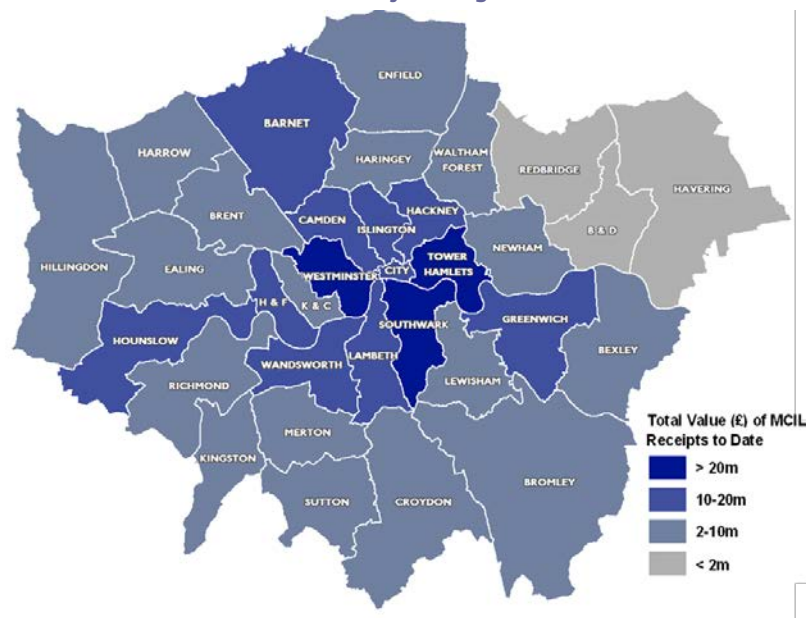 ENFIELD
BARNET
HARROW
HARINGEY
WALTHAM
FOREST
REDBRIDGE
HAVERING
BRENT
CAMDEN
ISLINGTON
HACKNEY
B & D
HILLINGDON
EALING
WESTMINSTER
CITY
TOWER
HAMLETS
NEWHAM
H & F
K & C
HOUNSLOW
SOUTHWARK
GREENWICH
BEXLEY
RICHMOND
WANDSWORTH
LAMBETH
LEWISHAM
KINGSTON
MERTON
SUTTON
CROYDON
BROMLEY
Total Value (£) of MCIL
Receipts to Date
> 20m
10-20m
2-10m
< 2m